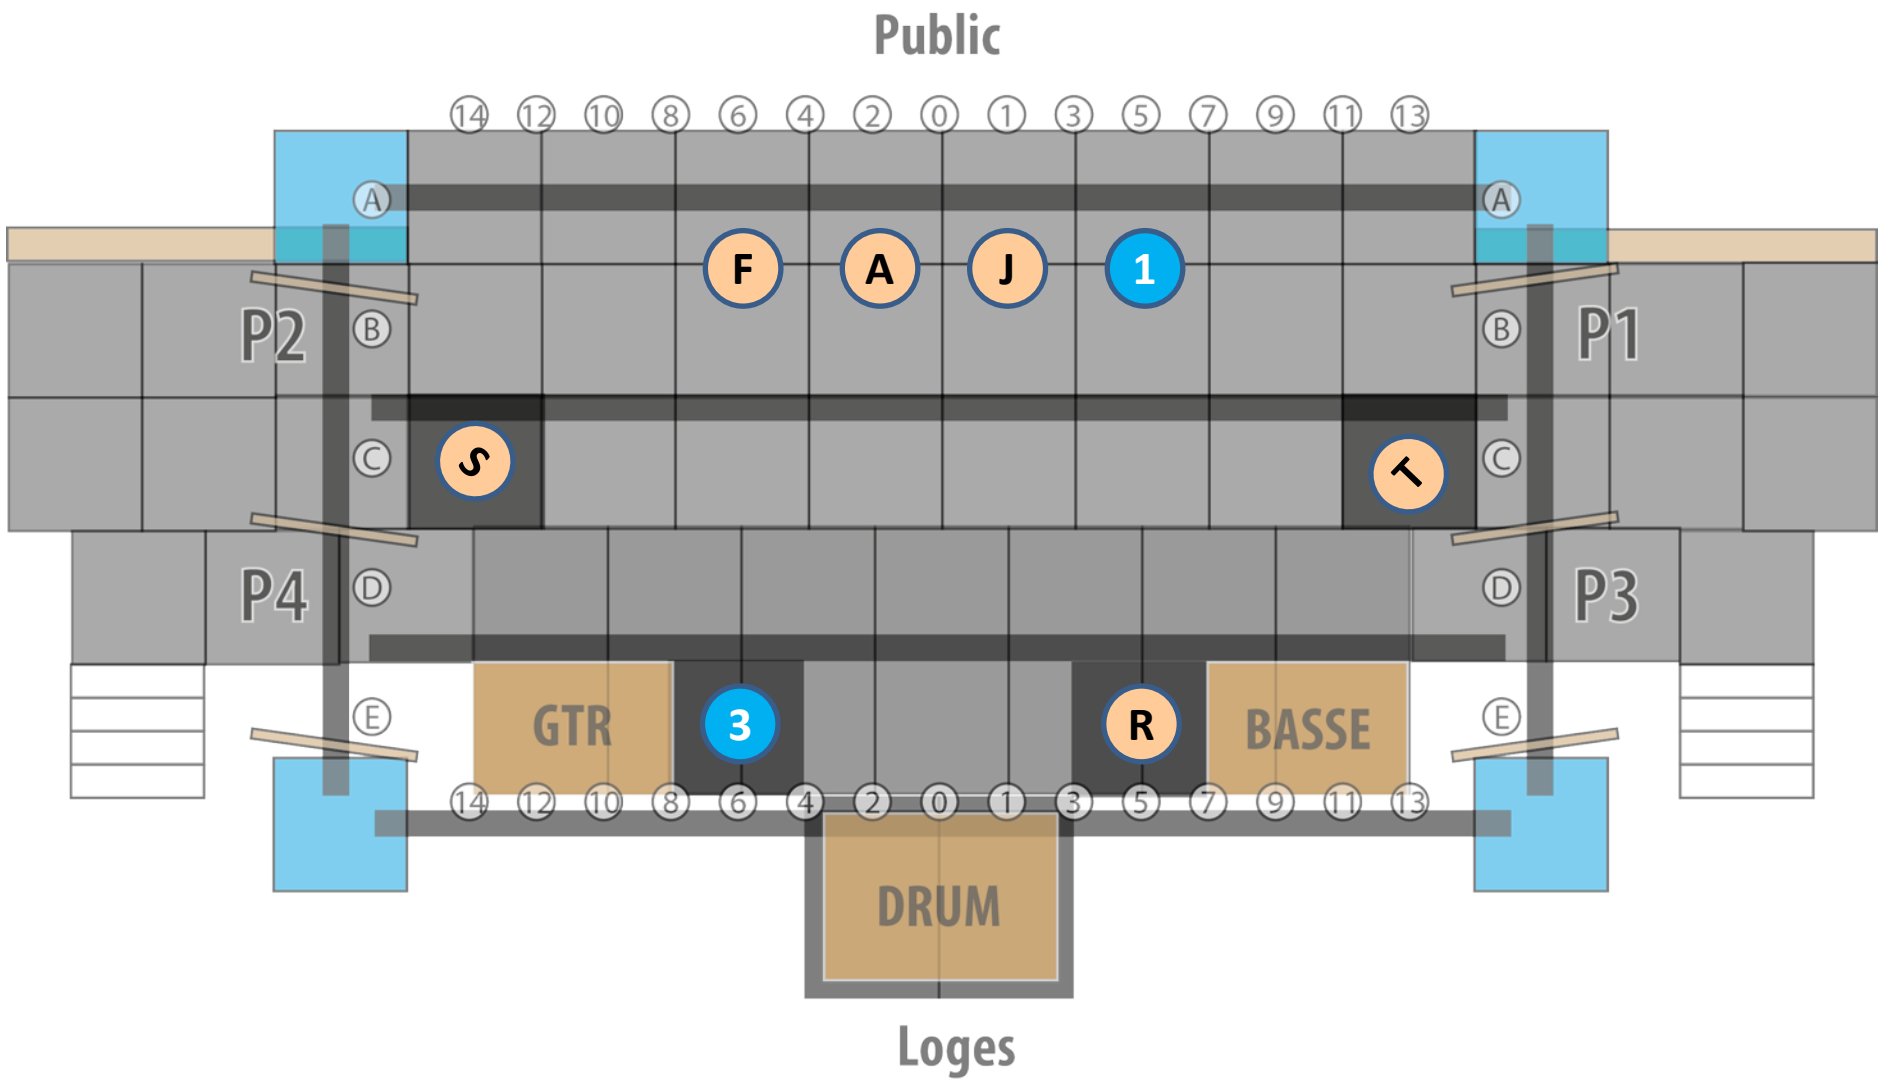 Public
14 12 10 8 6 4 2 0 1 3 5 7 9 11 13
A A
F A J 1
P2 B B P1
S C C T
P4 D D P3
E GTR 3 R BASSE E
14 12 10 8 6 4 2 0 1 3 5 7 9 11 13
DRUM
Loges